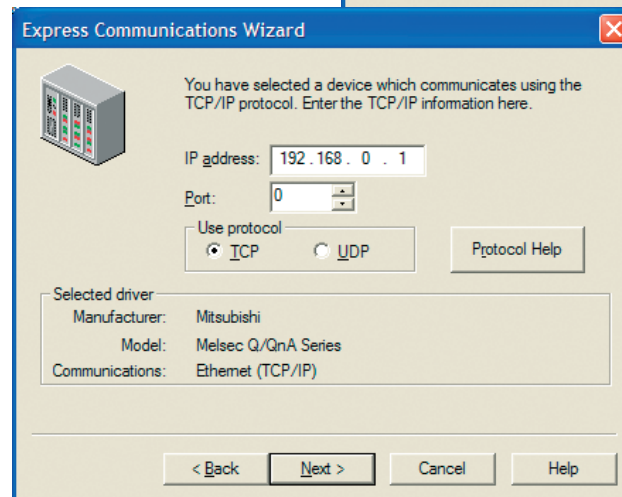 Express Communications Wizard
You have selected a device which communicates using the
TCP/IP protocol. Enter the TCP/IP information here.
IP address: 192 . 168 . 0 . 1
Port: 0
Use protocol
TCP UDP
Protocol Help
Selected driver
Manufacturer: Mitsubishi
Model: Melsec Q/QnA Series
Communications: Ethernet (TCP/IP)
< Back Next > Cancel Help